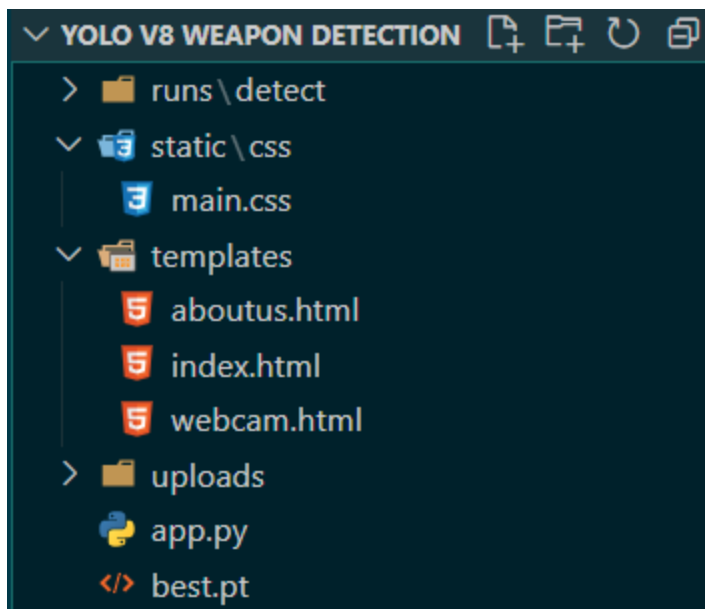 YOLO V8 WEAPON DETECTION
runs\detect
static\css
main.css
templates
aboutus.html
index.html
webcam.html
uploads
app.py
best.pt